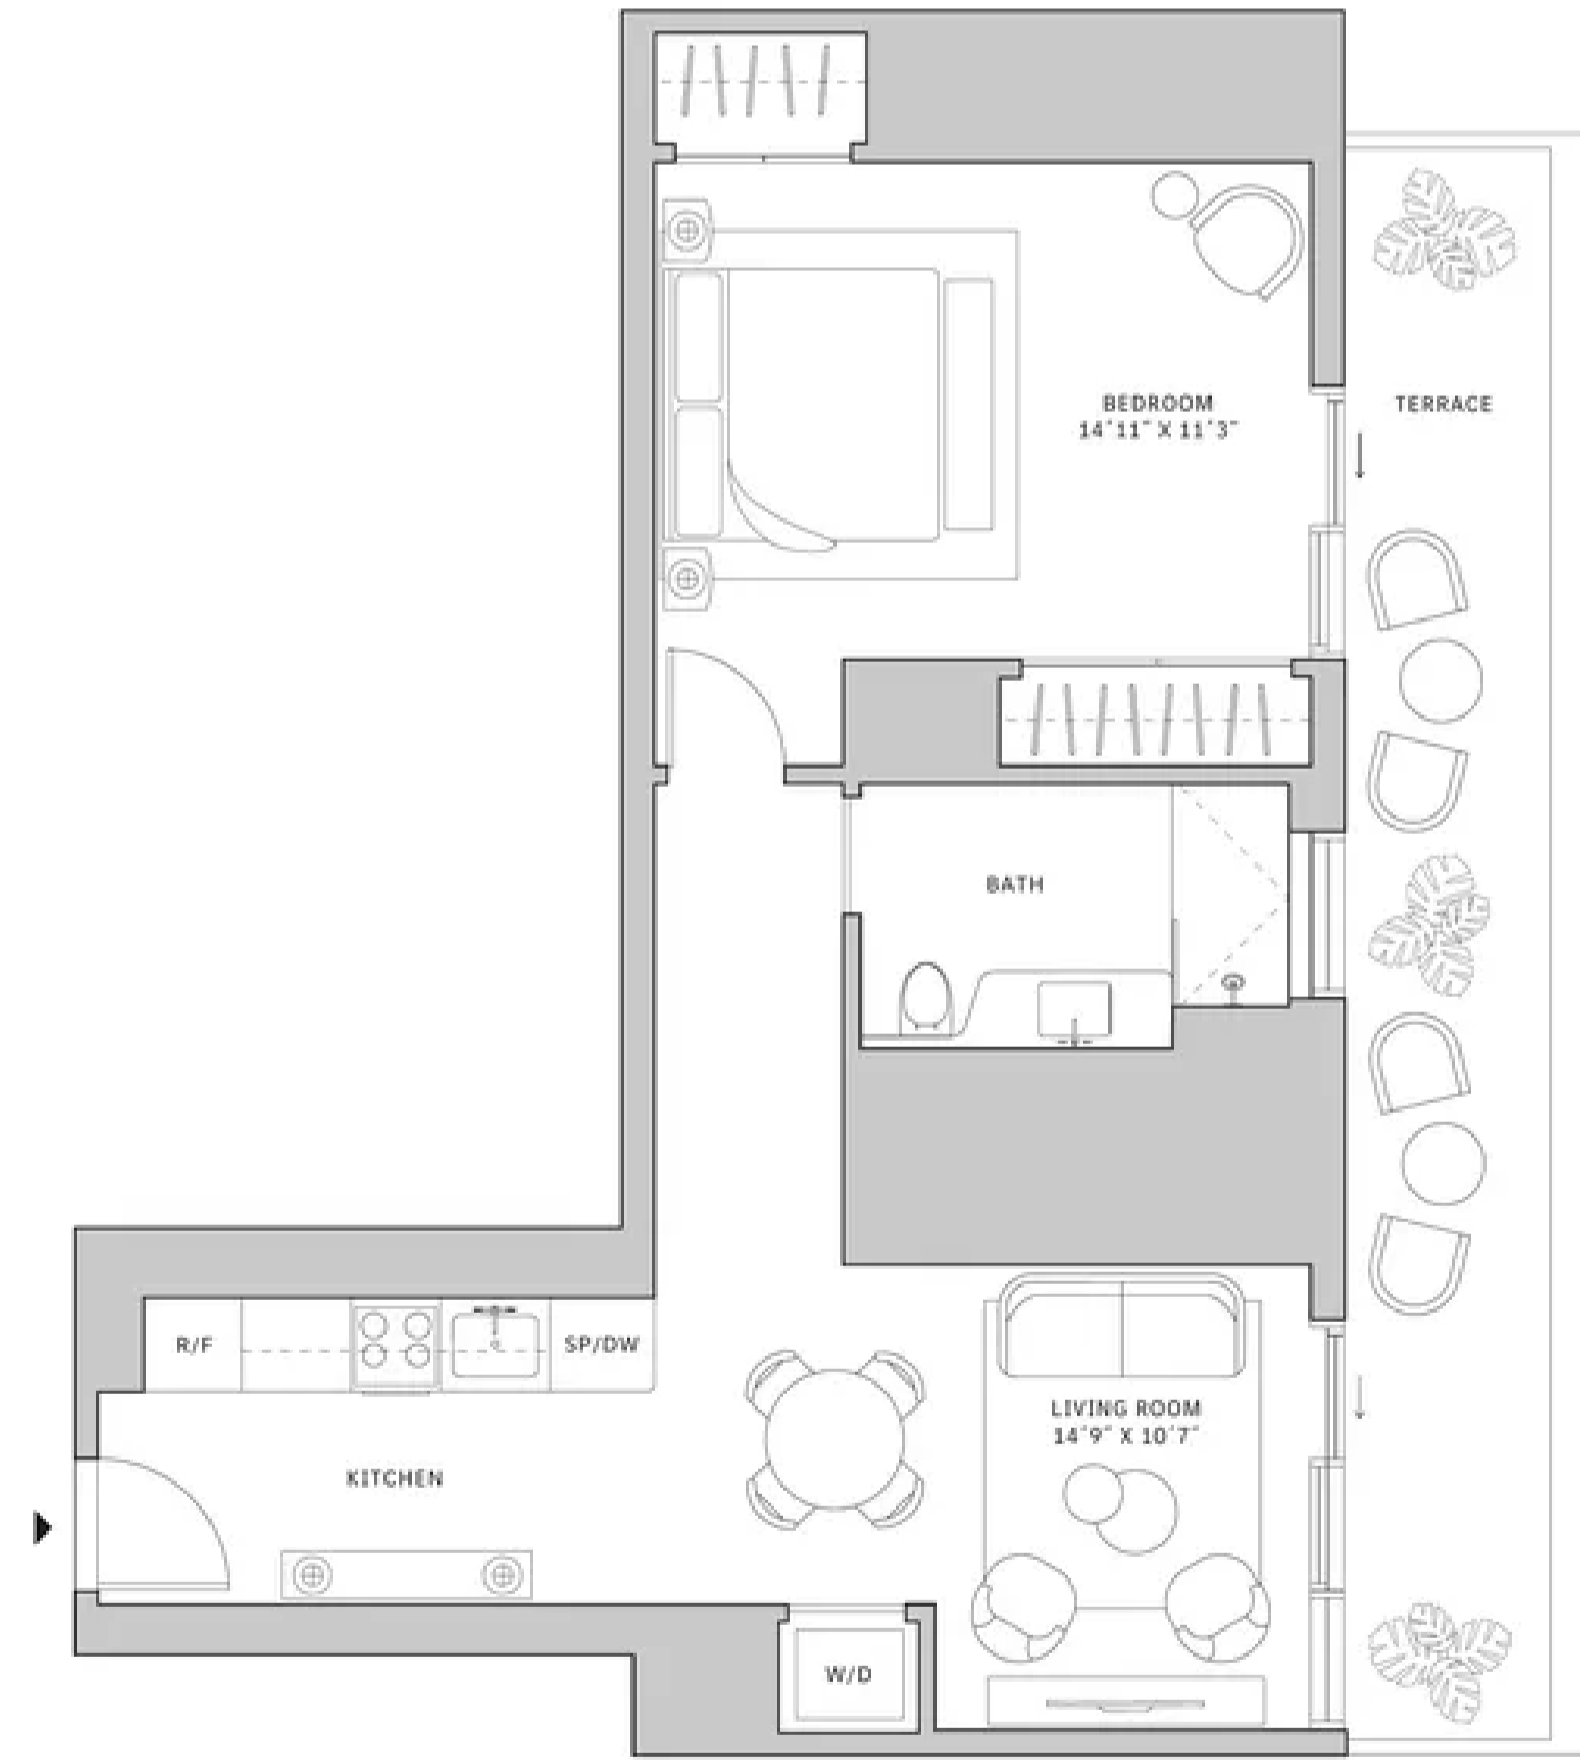 BEDROOM
14'11" X 11'3"
TERRACE
BATH
R/F
SP/DW
LIVING ROOM
14'9" X 10'7"
KITCHEN
W/D